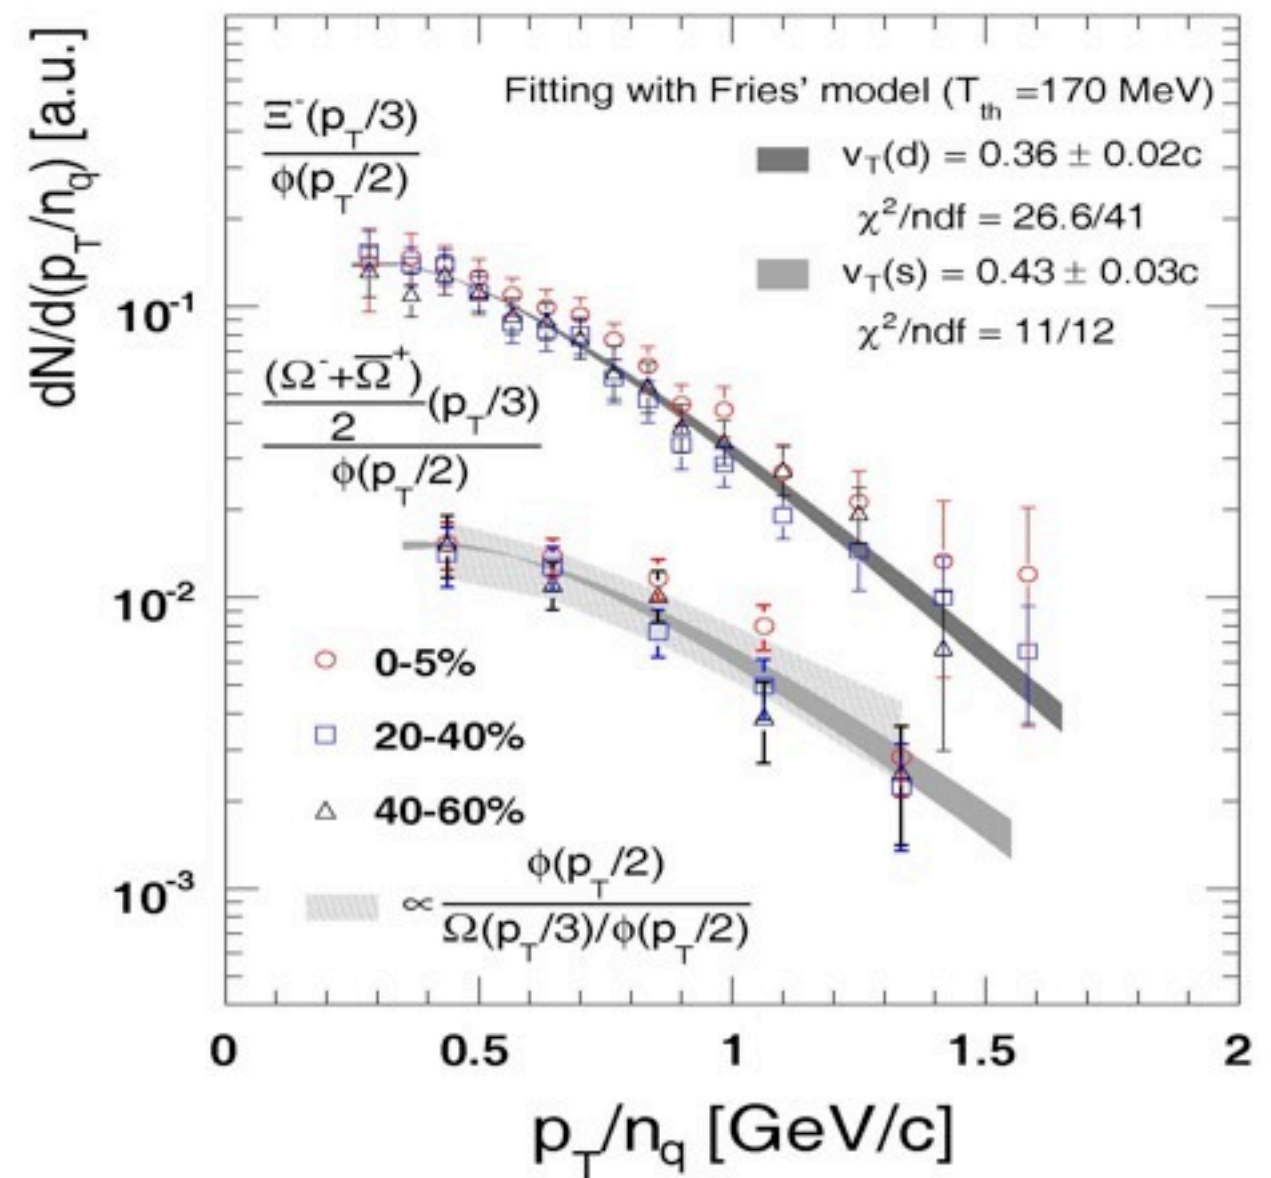 dN/d(p_T/n_q) [a.u.]
Fitting with Fries' model (T_th =170 MeV)
v_T(d) = 0.36 ± 0.02c
χ²/ndf = 26.6/41
v_T(s) = 0.43 ± 0.03c
χ²/ndf = 11/12
Ξ⁻(p_T/3)
ϕ(p_T/2)
10⁻¹
(Ω⁻+Ω̅⁺)
2
(p_T/3)
ϕ(p_T/2)
10⁻²
0-5%
20-40%
40-60%
10⁻³
∝
ϕ(p_T/2)
Ω(p_T/3)/ϕ(p_T/2)
0 0.5 1 1.5 2
p_T/n_q [GeV/c]